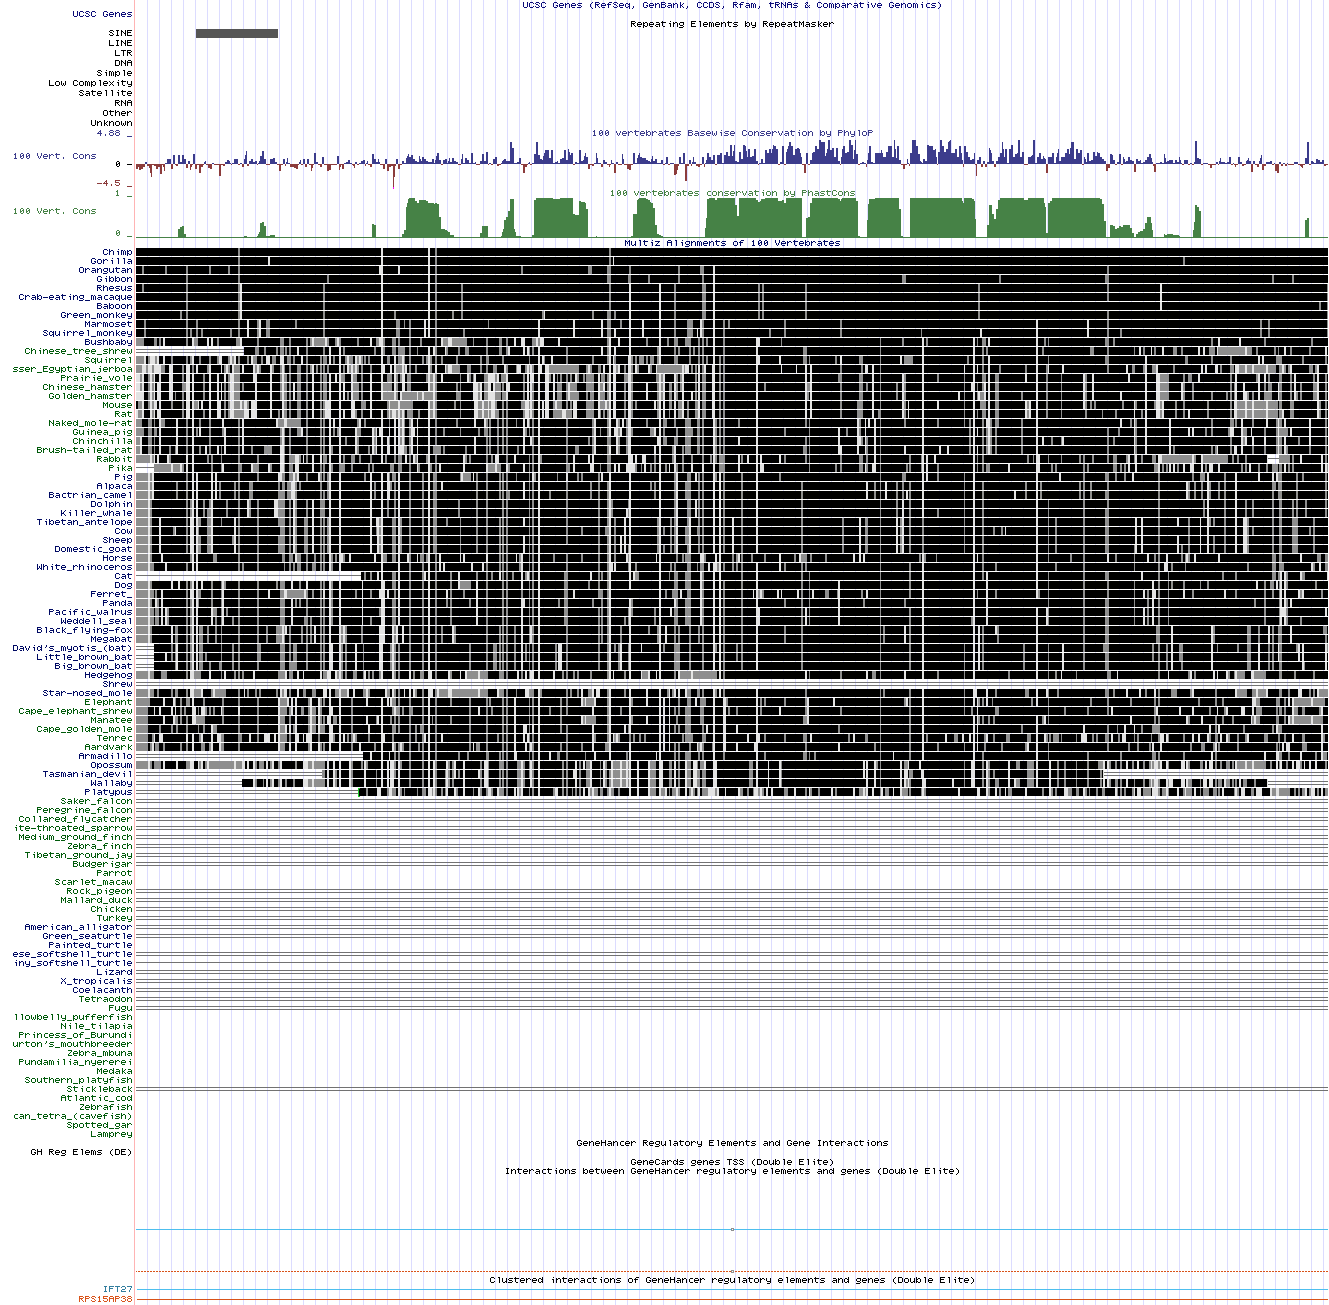 UCSC Genes (RefSeq, GenBank, CCDS, Rfam, tRNAs & Comparative Genomics)
UCSC Genes
Repeating Elements by RepeatMasker
SINE
LINE
LTR
DNA
Simple
Low Complexity
Satellite
RNA
Other
Unknown
100 vertebrates Basewise Conservation by PhyloP
4.88 _
100 Vert. Cons
0 _
-4.5 _
100 vertebrates conservation by PhastCons
1 _
100 Vert. Cons
0 _
Multiz Alignments of 100 Vertebrates
Chimp
Gorilla
Orangutan
Gibbon
Rhesus
Crab-eating_macaque
Baboon
Green_monkey
Marmoset
Squirrel_monkey
Bushbaby
Chinese_tree_shrew
Squirrel
sser_Egyptian_jerboa
Prairie_vole
Chinese_hamster
Golden_hamster
Mouse
Rat
Naked_mole-rat
Guinea_pig
Chinchilla
Brush-tailed_rat
Rabbit
Pika
Pig
Alpaca
Bactrian_camel
Dolphin
Killer_whale
Tibetan_antelope
Cow
Sheep
Domestic_goat
Horse
White_rhinoceros
Cat
Dog
Ferret_
Panda
Pacific_walrus
Weddell_seal
Black_flying-fox
Megabat
David's_myotis_(bat)
Little_brown_bat
Big_brown_bat
Hedgehog
Shrew
Star-nosed_mole
Elephant
Cape_elephant_shrew
Manatee
Cape_golden_mole
Tenrec
Aardvark
Armadillo
Opossum
Tasmanian_devil
Wallaby
Platypus
Saker_falcon
Peregrine_falcon
Collared_flycatcher
ite-throated_sparrow
Medium_ground_finch
Zebra_finch
Tibetan_ground_jay
Budgerigar
Parrot
Scarlet_macaw
Rock_pigeon
Mallard_duck
Chicken
Turkey
American_alligator
Green_seaturtle
Painted_turtle
ese_softshell_turtle
iny_softshell_turtle
Lizard
X_tropicalis
Coelacanth
Tetraodon
Fugu
llowbelly_pufferfish
Nile_tilapia
Princess_of_Burundi
urton's_mouthbreeder
Zebra_mbuna
Pundamilia_nyererei
Medaka
Southern_platyfish
Stickleback
Atlantic_cod
Zebrafish
can_tetra_(cavefish)
Spotted_gar
Lamprey
GeneHancer Regulatory Elements and Gene Interactions
GH Reg Elems (DE)
GeneCards genes TSS (Double Elite)
Interactions between GeneHancer regulatory elements and genes (Double Elite)
Clustered interactions of GeneHancer regulatory elements and genes (Double Elite)
IFT27
RPS15AP38